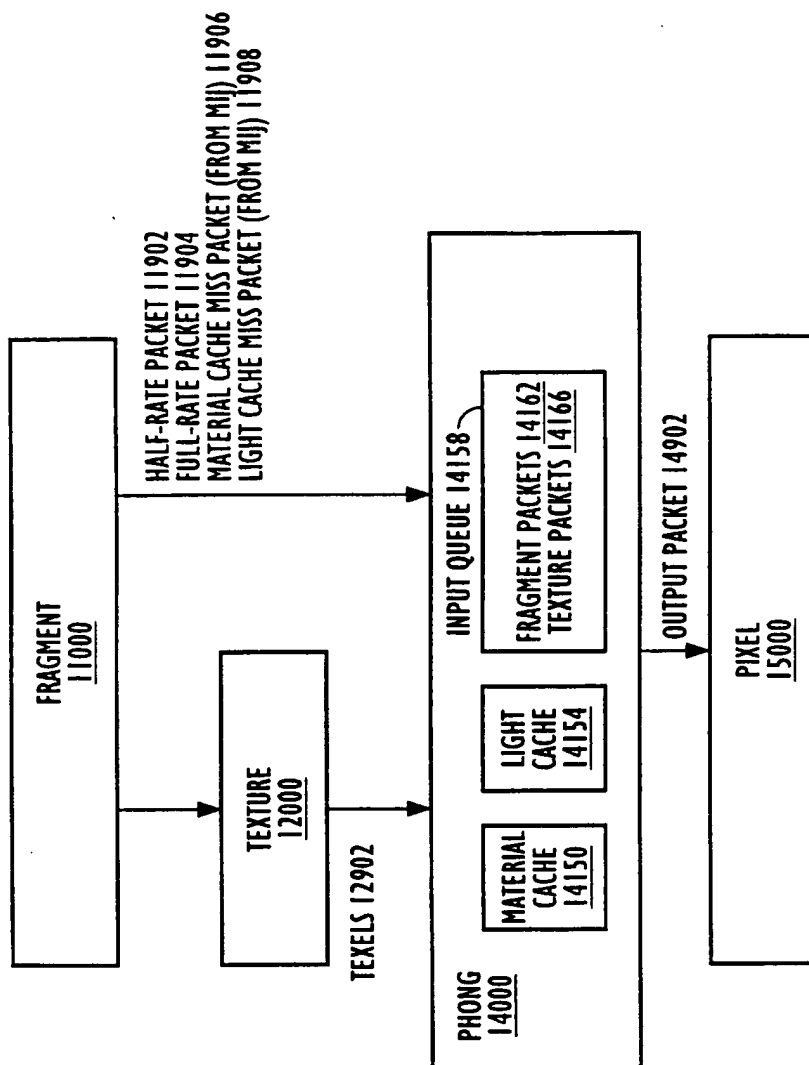 FRAGMENT
11000
HALF-RATE PACKET 11902
FULL-RATE PACKET 11904
MATERIAL CACHE MISS PACKET (FROM MIJ) 11906
LIGHT CACHE MISS PACKET (FROM MIJ) 11908
TEXTURE
12000
TEXELS 12902
PHONG
14000
MATERIAL
CACHE
14150
LIGHT
CACHE
14154
INPUT QUEUE 14158
FRAGMENT PACKETS 14162
TEXTURE PACKETS 14166
OUTPUT PACKET 14902
PIXEL
15000